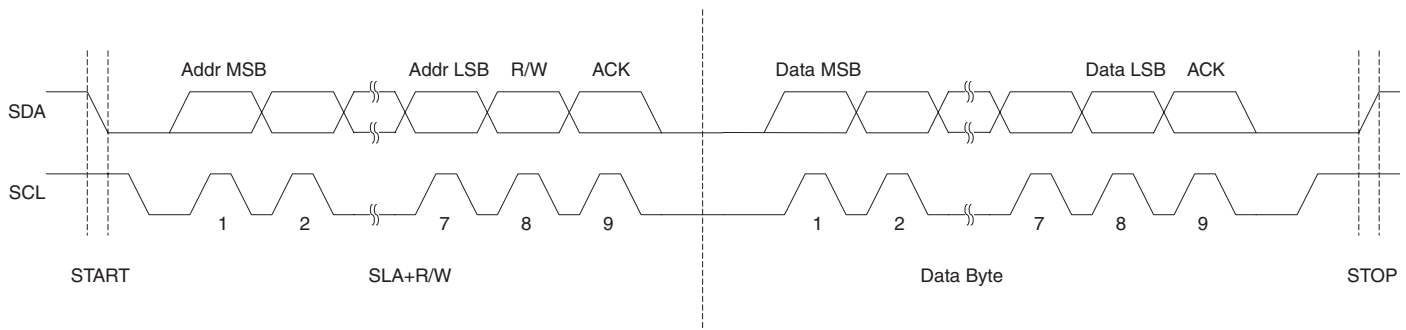 Addr MSB Addr LSB R/W ACK Data MSB Data LSB ACK
SDA
SCL
1 2 7 8 9 1 2 7 8 9
START SLA+R/W Data Byte STOP